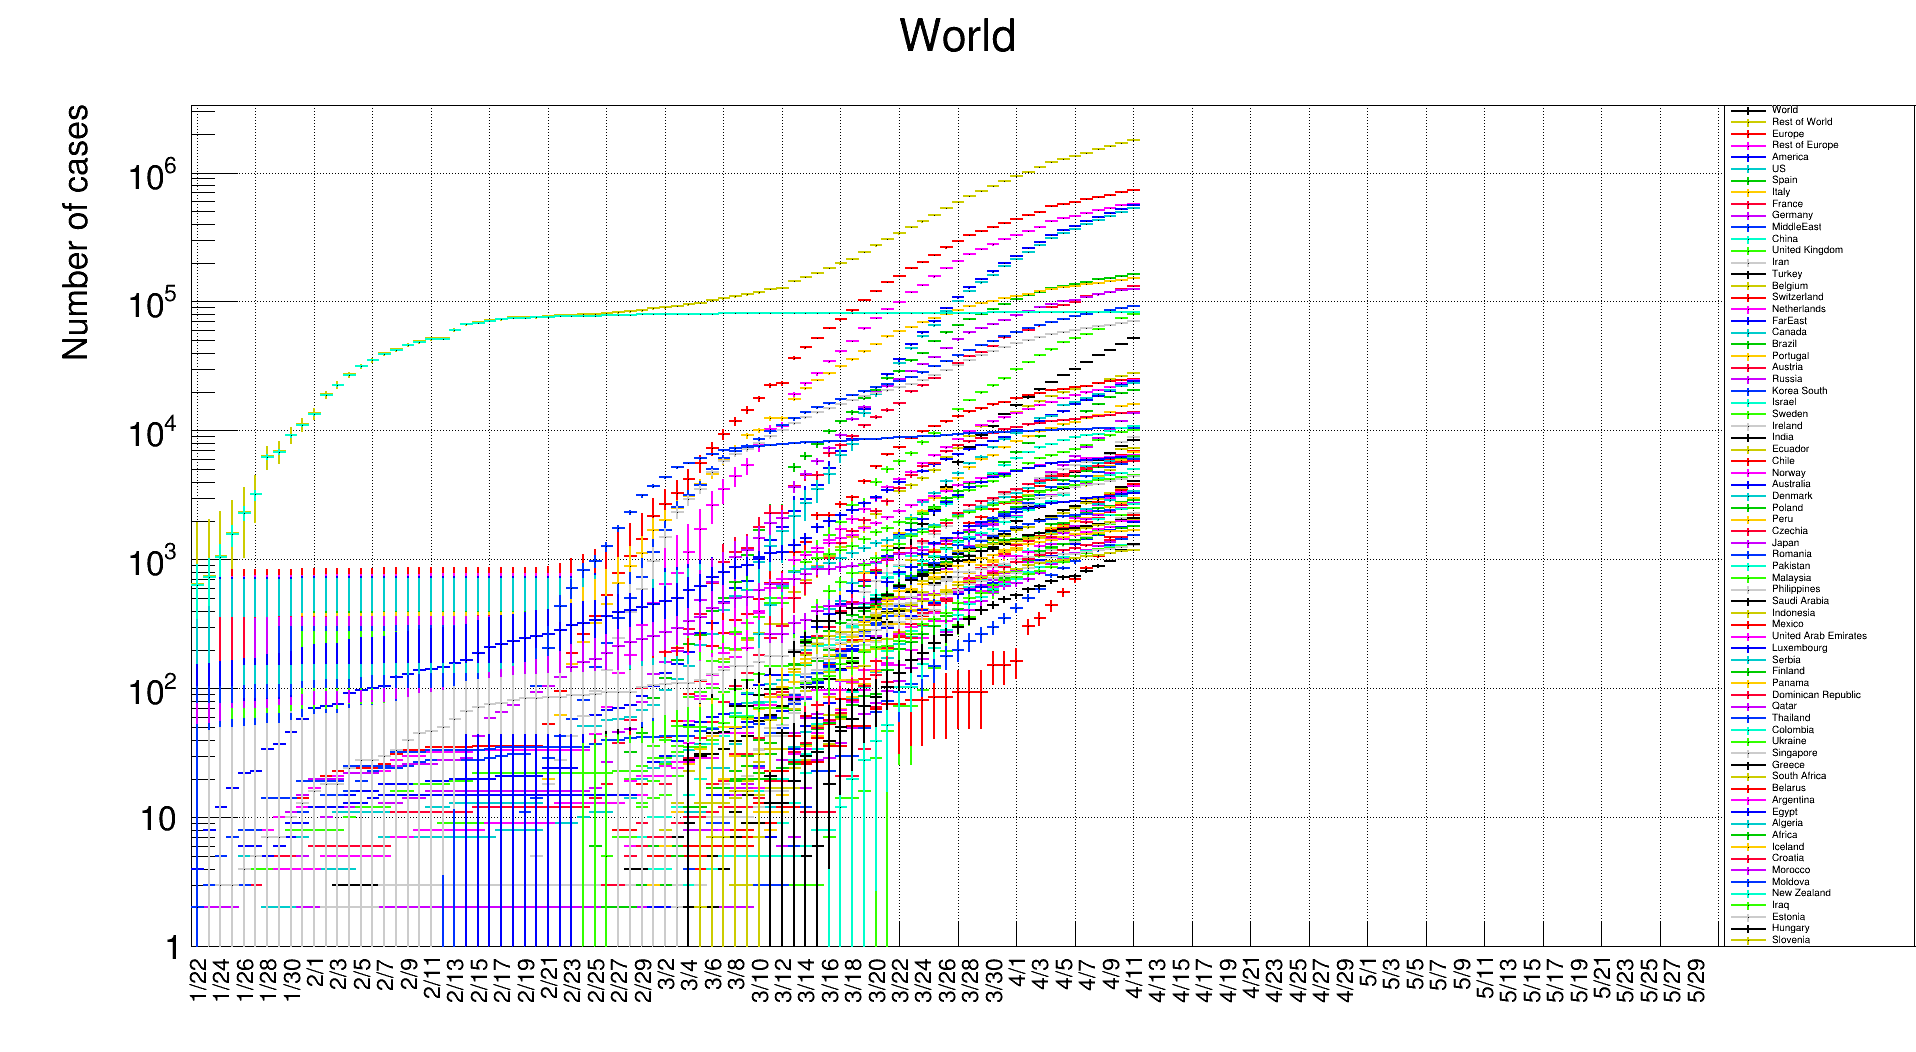 World
Number of cases
10^6
10^5
10^4
10^3
10^2
10
1
1/22
1/24
1/26
1/28
1/30
2/1
2/3
2/5
2/7
2/9
2/11
2/13
2/15
2/17
2/19
2/21
2/23
2/25
2/27
2/29
3/2
3/4
3/6
3/8
3/10
3/12
3/14
3/16
3/18
3/20
3/22
3/24
3/26
3/28
3/30
4/1
4/3
4/5
4/7
4/9
4/11
4/13
4/15
4/17
4/19
4/21
4/23
4/25
4/27
4/29
5/1
5/3
5/5
5/7
5/9
5/11
5/13
5/15
5/17
5/19
5/21
5/23
5/25
5/27
5/29
World
Rest of World
Europe
Rest of Europe
America
US
Spain
Italy
France
Germany
MiddleEast
China
United Kingdom
Iran
Turkey
Belgium
Switzerland
Netherlands
FarEast
Canada
Brazil
Portugal
Austria
Russia
Korea South
Israel
Sweden
Ireland
India
Ecuador
Chile
Norway
Australia
Denmark
Poland
Peru
Czechia
Japan
Romania
Pakistan
Malaysia
Philippines
Saudi Arabia
Indonesia
Mexico
United Arab Emirates
Luxembourg
Serbia
Finland
Panama
Dominican Republic
Qatar
Thailand
Colombia
Ukraine
Singapore
Greece
South Africa
Belarus
Argentina
Egypt
Algeria
Africa
Iceland
Croatia
Morocco
Moldova
New Zealand
Iraq
Estonia
Hungary
Slovenia